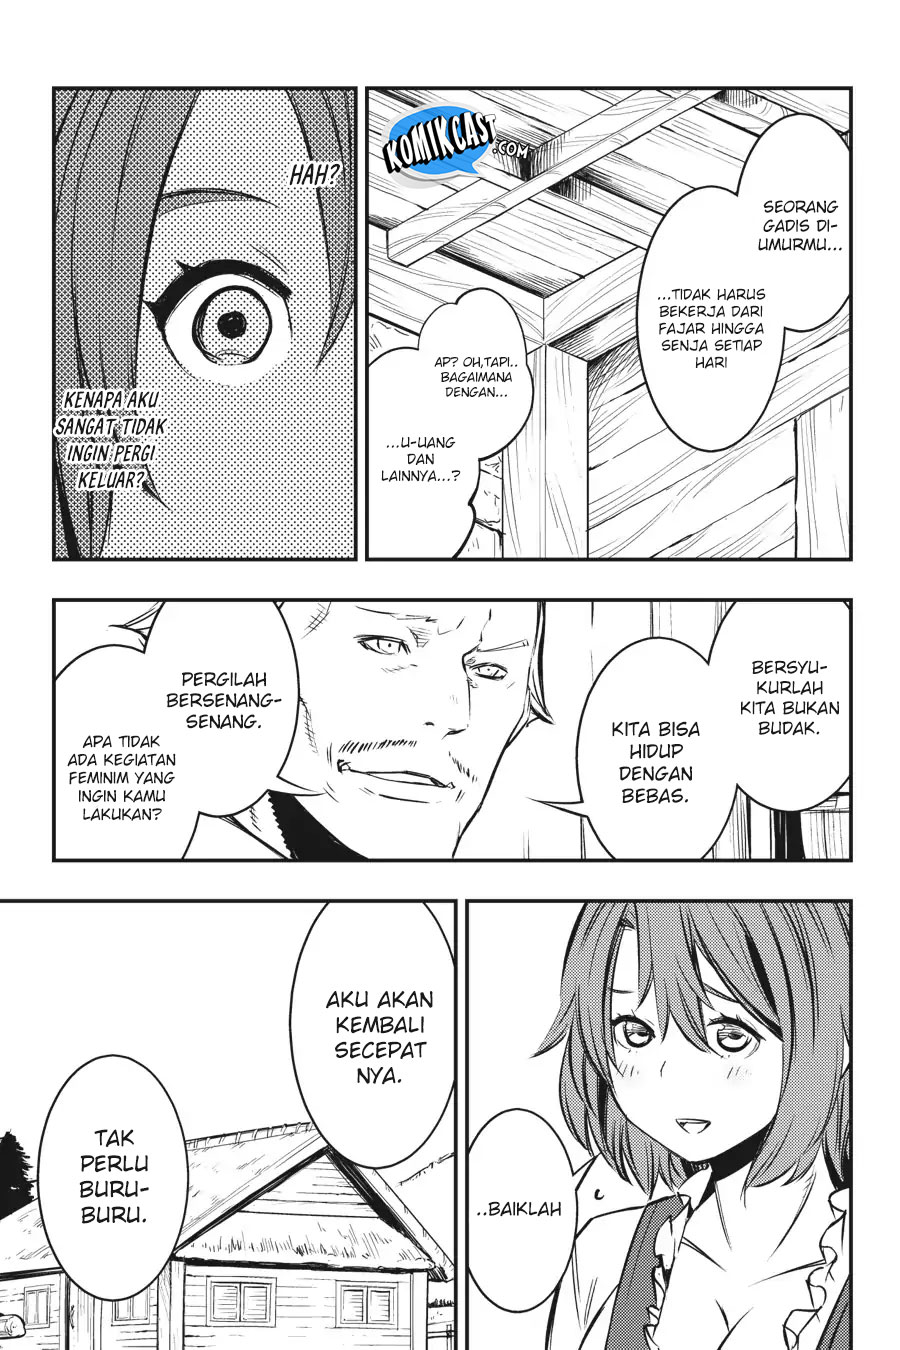 KOMIKCAST
.COM
SEORANG
GADIS DI-
UMURMU...
...TIDAK HARUS
BEKERJA DARI
FAJAR HINGGA
SENJA SETIAP
HARI
AP? OH,TAPI..
BAGAIMANA
DENGAN...
...U-UANG
DAN
LAINNYA...?
HAH?
KENAPA AKU
SANGAT TIDAK
INGIN PERGI
KELUAR?
BERSYU-
KURLAH
KITA BUKAN
BUDAK.
KITA BISA
HIDUP
DENGAN
BEBAS.
PERGILAH
BERSENANG-
SENANG.
APA TIDAK
ADA KEGIATAN
FEMINIM YANG
INGIN KAMU
LAKUKAN?
..BAIKLAH
AKU AKAN
KEMBALI
SECEPAT
NYA.
TAK
PERLU
BURU-
BURU.